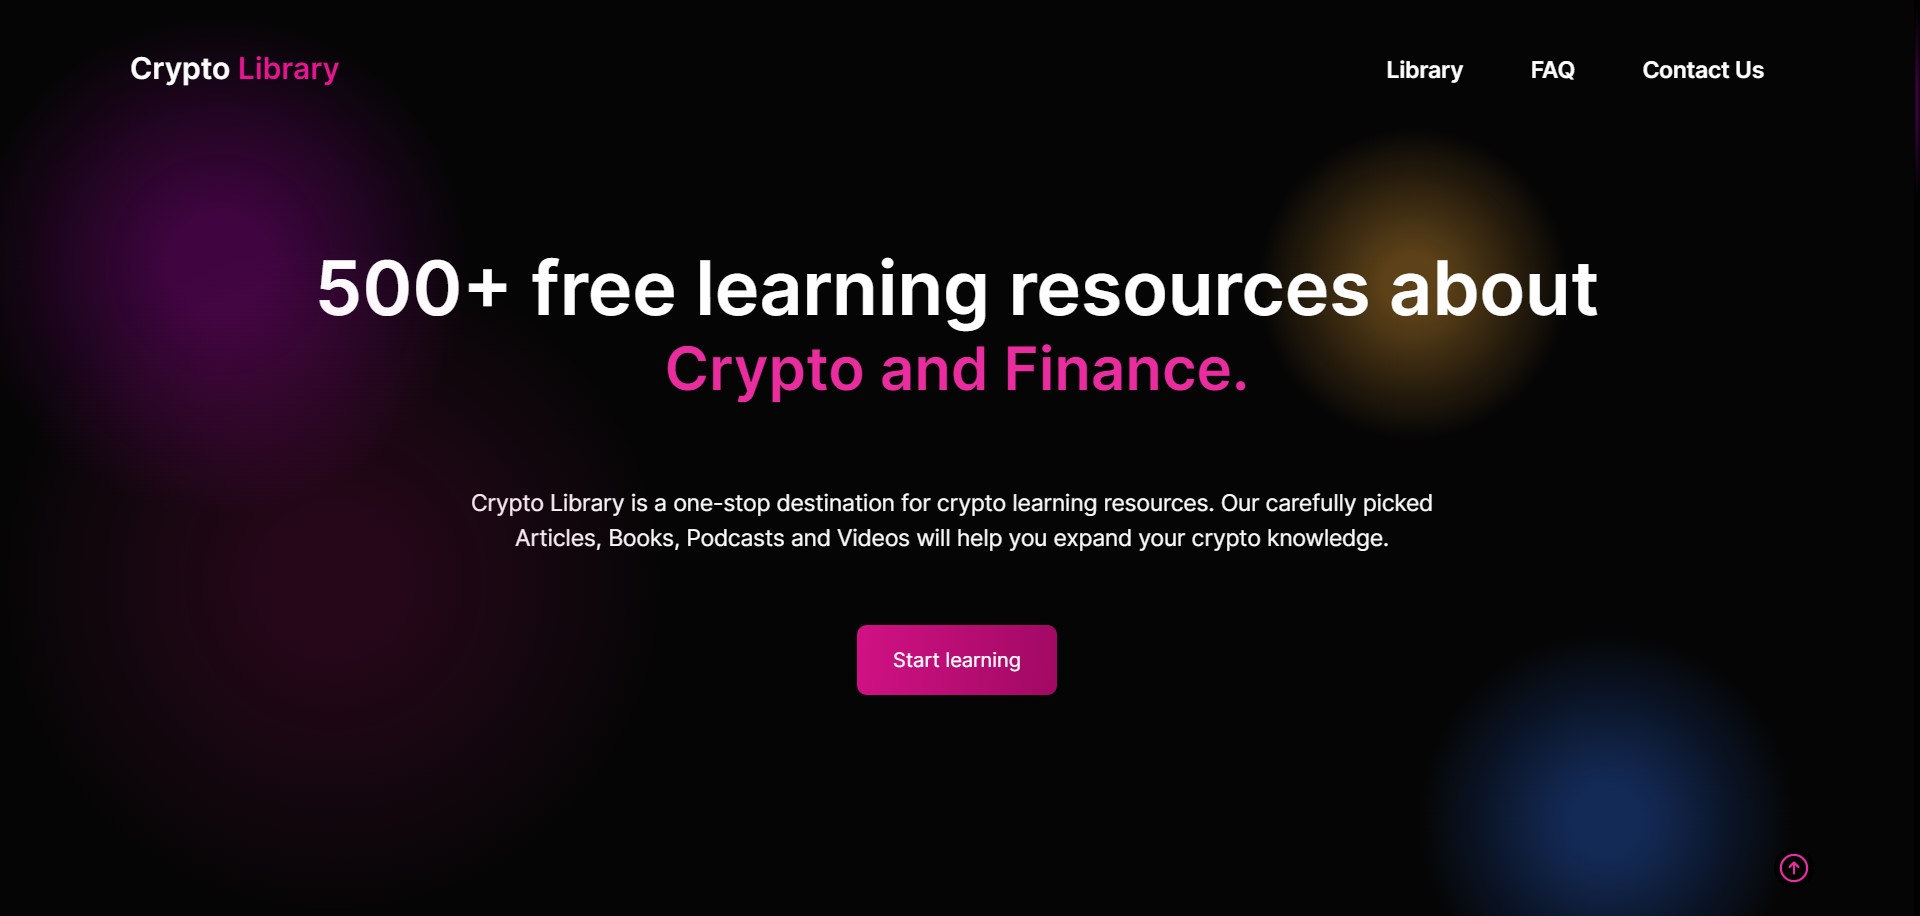 Crypto Library
Library
FAQ
Contact Us
500+ free learning resources about
Crypto and Finance.
Crypto Library is a one-stop destination for crypto learning resources. Our carefully picked
Articles, Books, Podcasts and Videos will help you expand your crypto knowledge.
Start learning